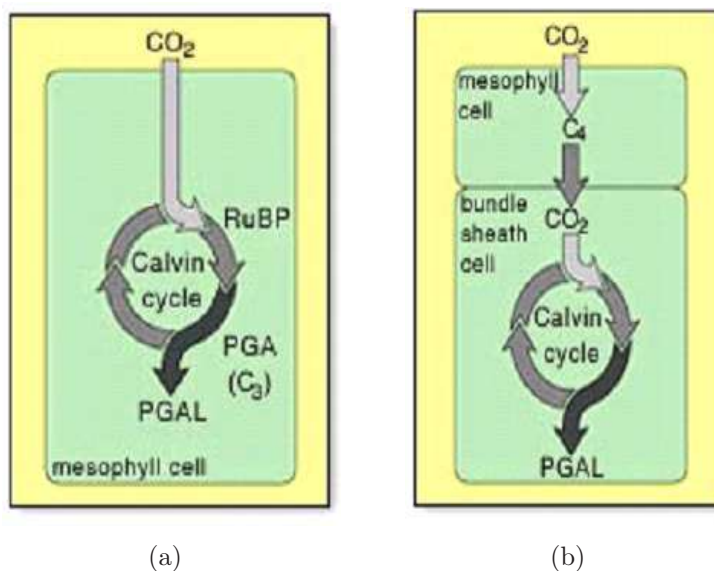 CO₂
RuBP
Calvin
cycle
PGA
(C₃)
PGAL
mesophyll cell
(a)
CO₂
mesophyll
cell
C₄
bundle
sheath
cell
CO₂
Calvin
cycle
PGAL
(b)